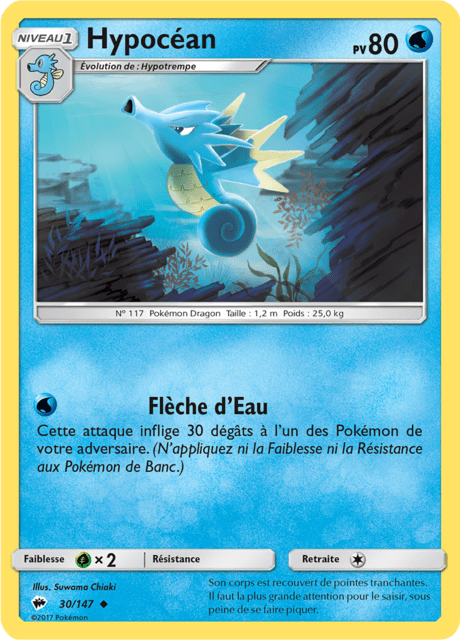 NIVEAU 1
Hypocéan
PV 80
Évolution de : Hypotrempe
N° 117 Pokémon Dragon Taille : 1,2 m Poids : 25,0 kg
Flèche d'Eau
Cette attaque inflige 30 dégâts à l'un des Pokémon de
votre adversaire. (N'appliquez ni la Faiblesse ni la Résistance
aux Pokémon de Banc.)
Faiblesse × 2 Résistance Retraite
Illus. Suwama Chiaki
30/147
©2017 Pokémon
Son corps est recouvert de pointes tranchantes.
Il faut la plus grande attention pour le saisir, sous
peine de se faire piquer.